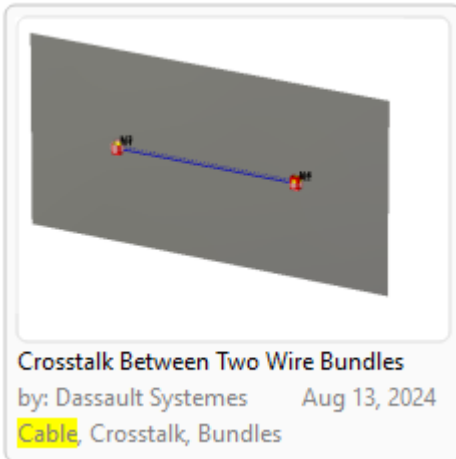 Crosstalk Between Two Wire Bundles
by: Dassault Systemes Aug 13, 2024
Cable, Crosstalk, Bundles